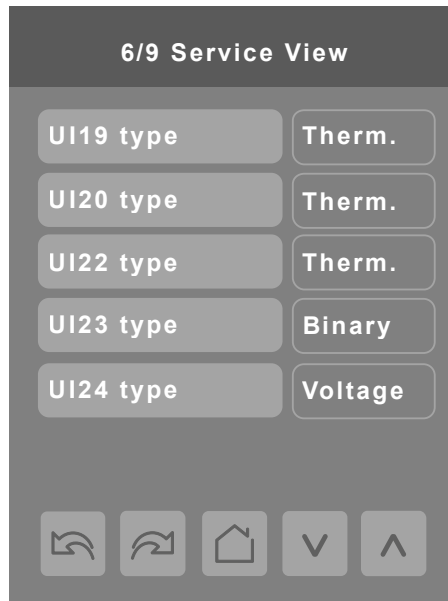 6/9 Service View
UI19 type Therm.
UI20 type Therm.
UI22 type Therm.
UI23 type Binary
UI24 type Voltage